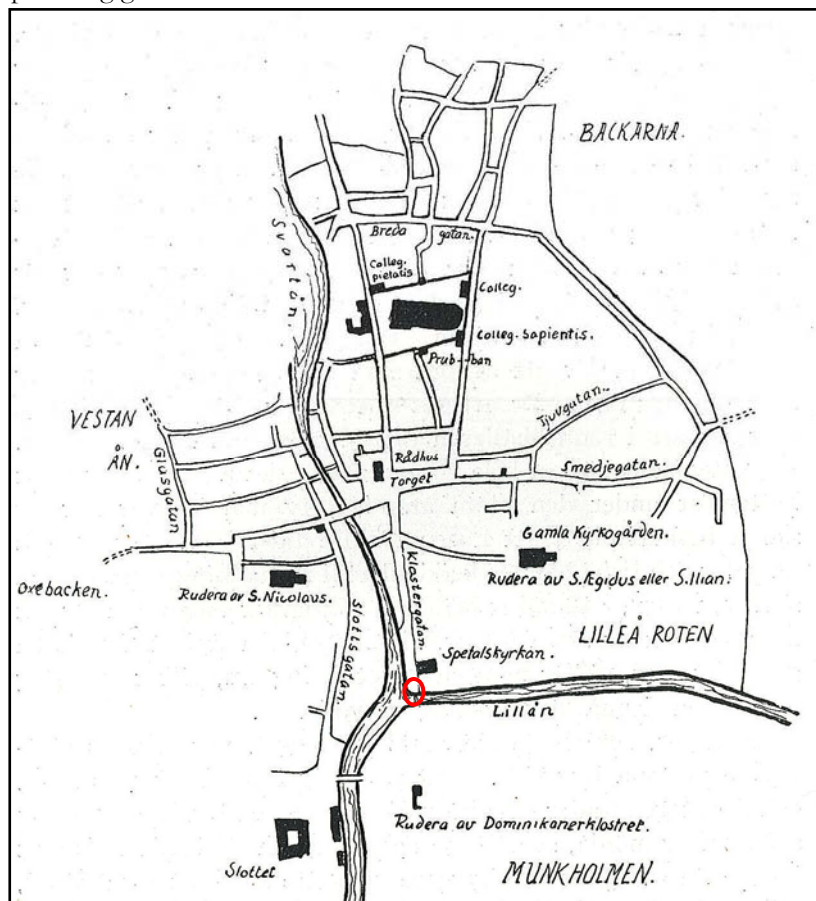 BACKARNA.
Svartån.
Breda gatan.
Colleg. pietatis
Colleg.
Colleg. Sapientis.
Prub--ban
VESTAN ÅN.
Glusgatan
Tjuvgatan..
Rådhus
Torget
Smedjegatan.
Gamla Kyrkogården.
Oxebacken.
Rudera av S. Nicolaus.
Klostergatan.
Rudera av S. Ægidus eller S. Ilian:
Slottsgatan.
LILLEÅ ROTEN
Spetalskyrkan.
Lillån
Rudera av Dominikanerklostret.
Slottet
MUNKHOLMEN.